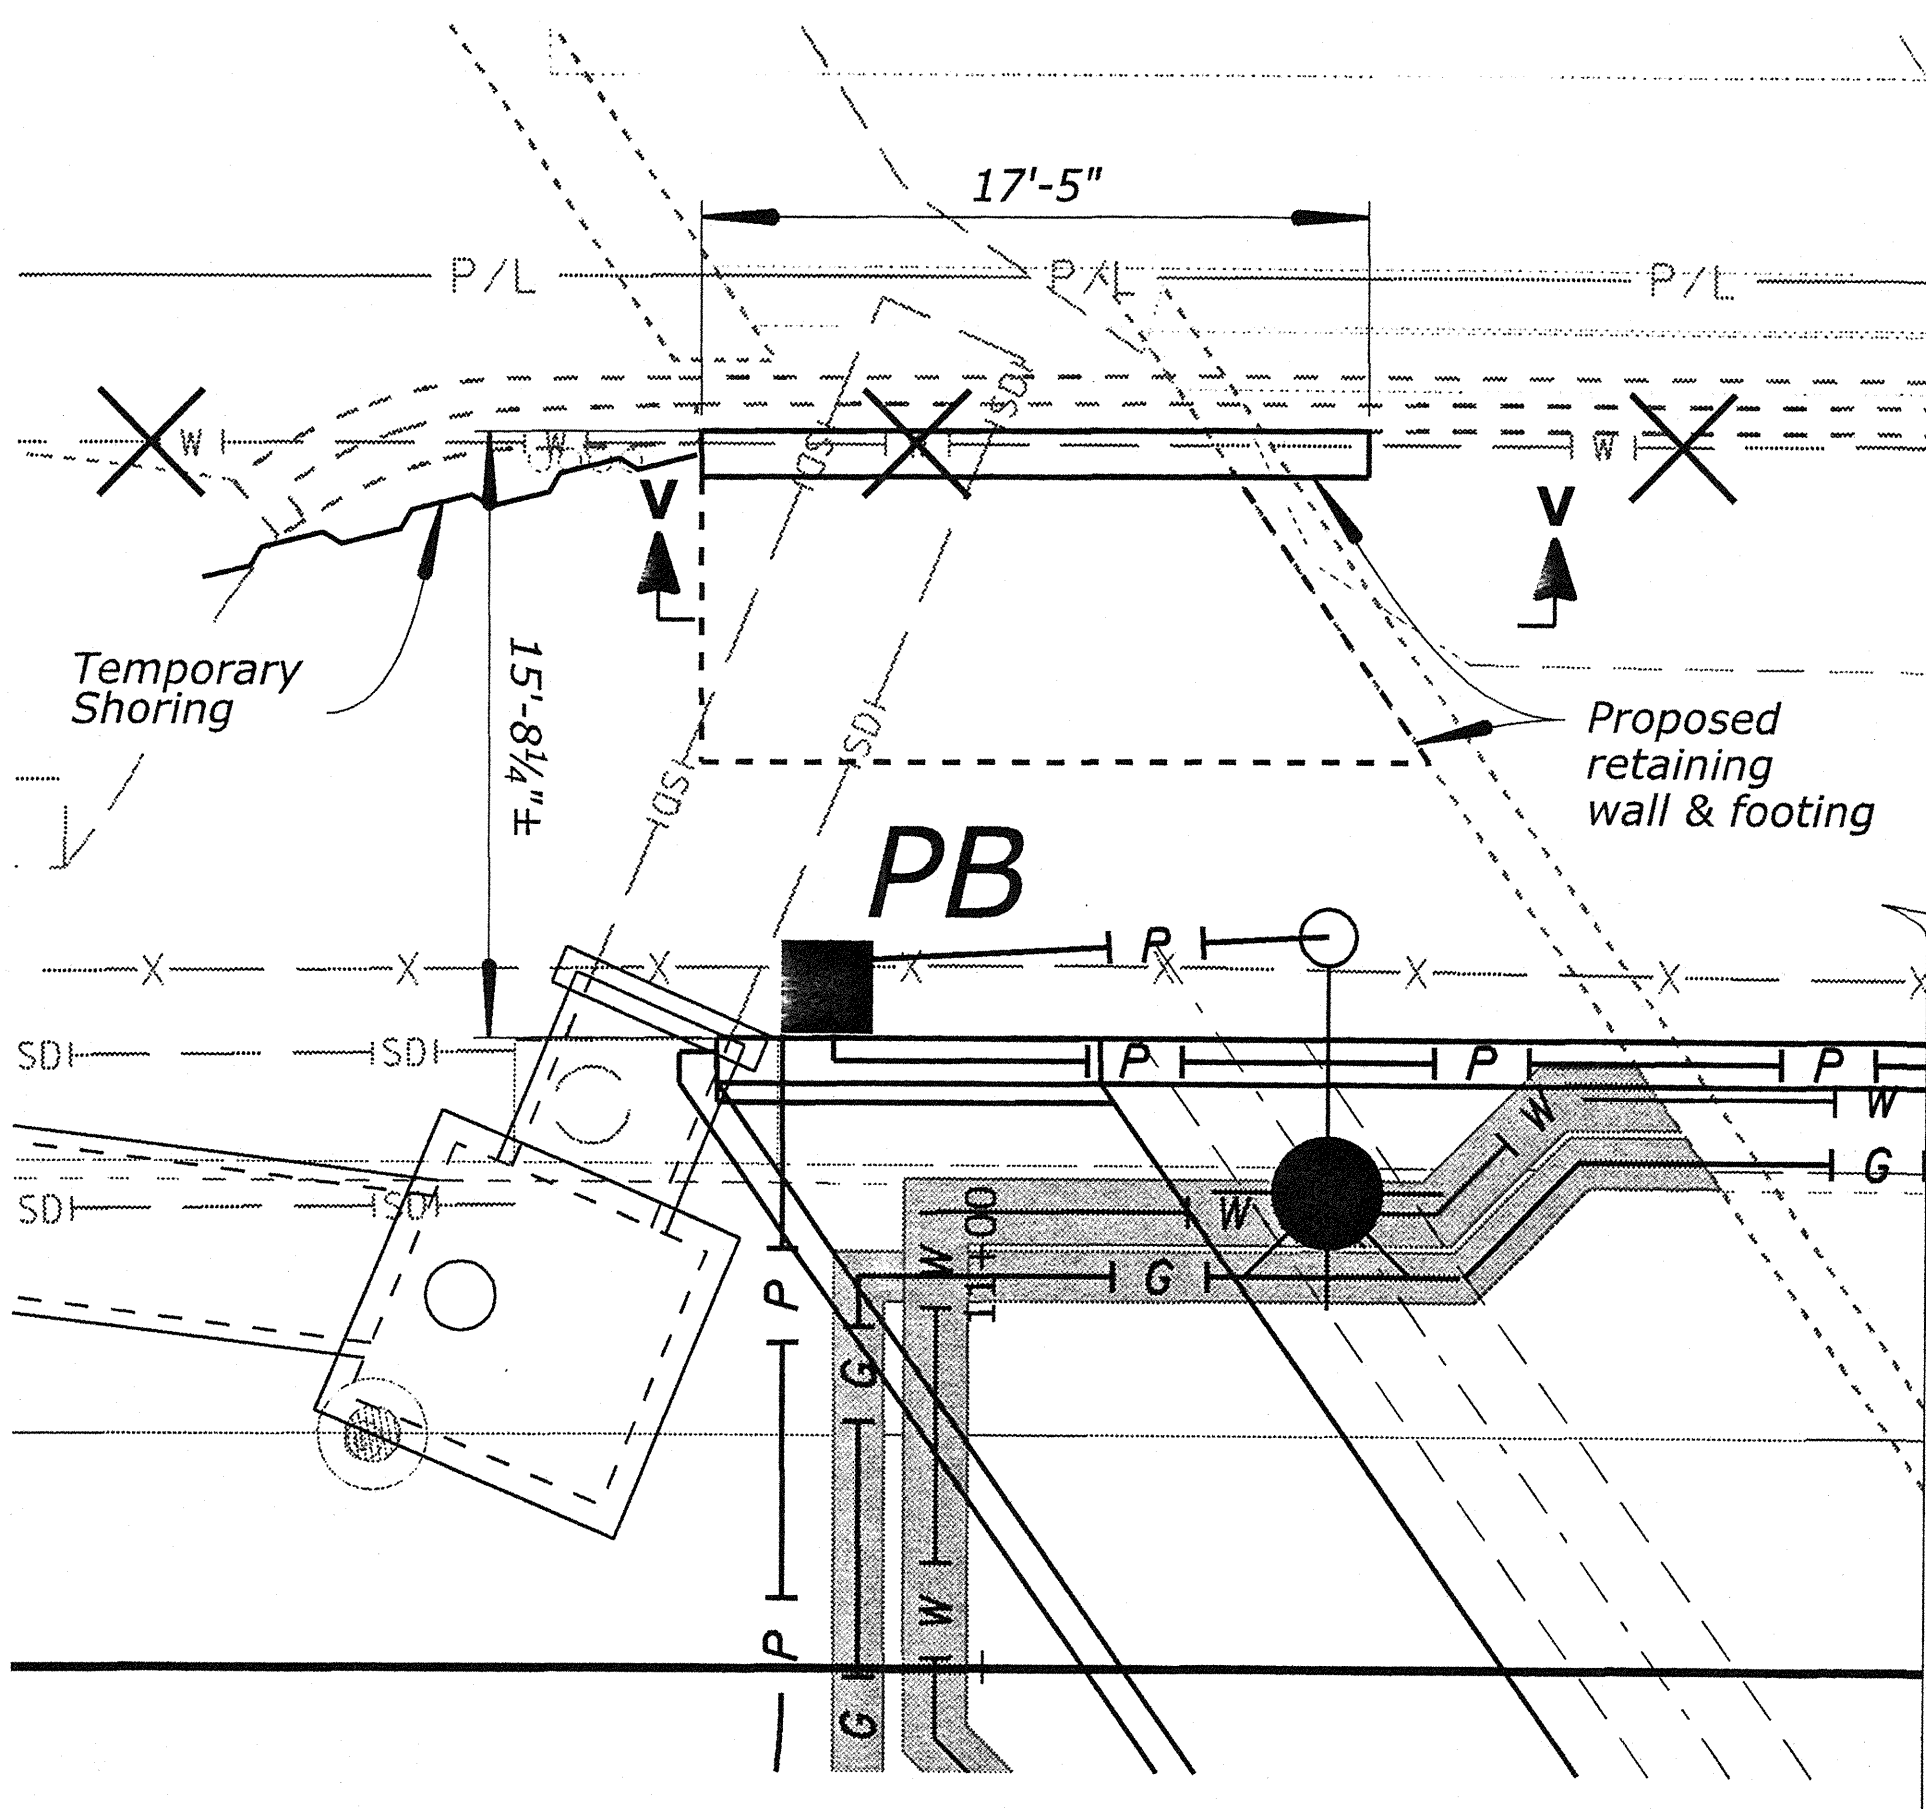 17'-5"
P/L
P/L
P/L
SD
SD
W
W
W
V
V
Temporary
Shoring
15'-8¼"±
SD
SD
Proposed
retaining
wall & footing
PB
P
X
X
X
X
X
X
X
X
SD
SD
P
P
P
W
W
G
SD
SD
W
W
11+00
P
G
G
W
P
G